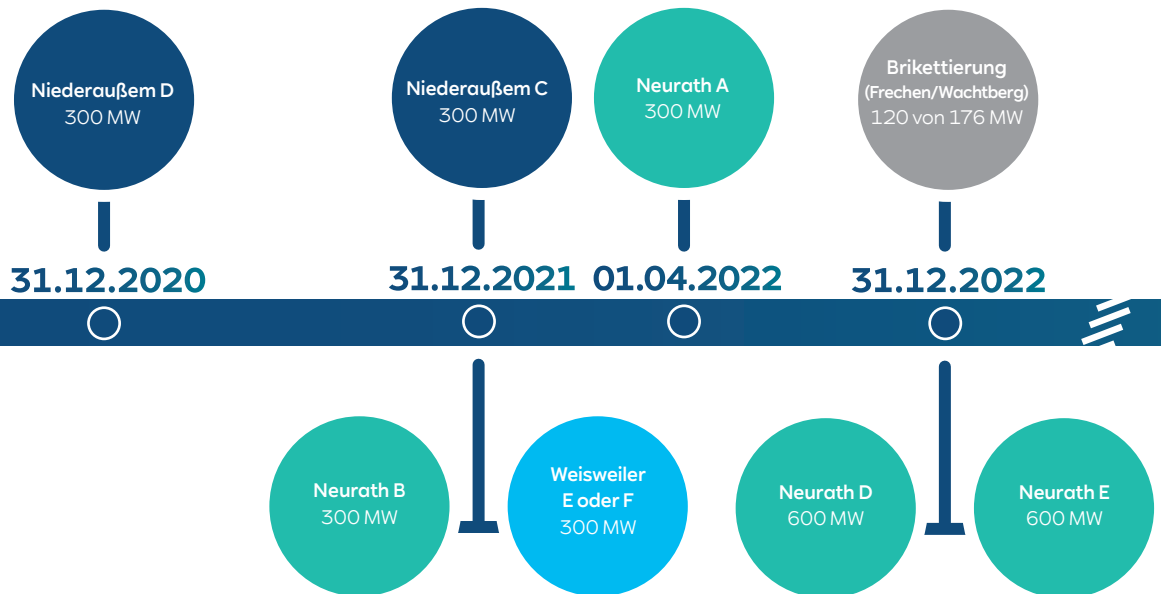 Niederaußem D
300 MW
Niederaußem C
300 MW
Neurath A
300 MW
Brikettierung
(Frechen/Wachtberg)
120 von 176 MW
31.12.2020
31.12.2021
01.04.2022
31.12.2022
Neurath B
300 MW
Weisweiler
E oder F
300 MW
Neurath D
600 MW
Neurath E
600 MW